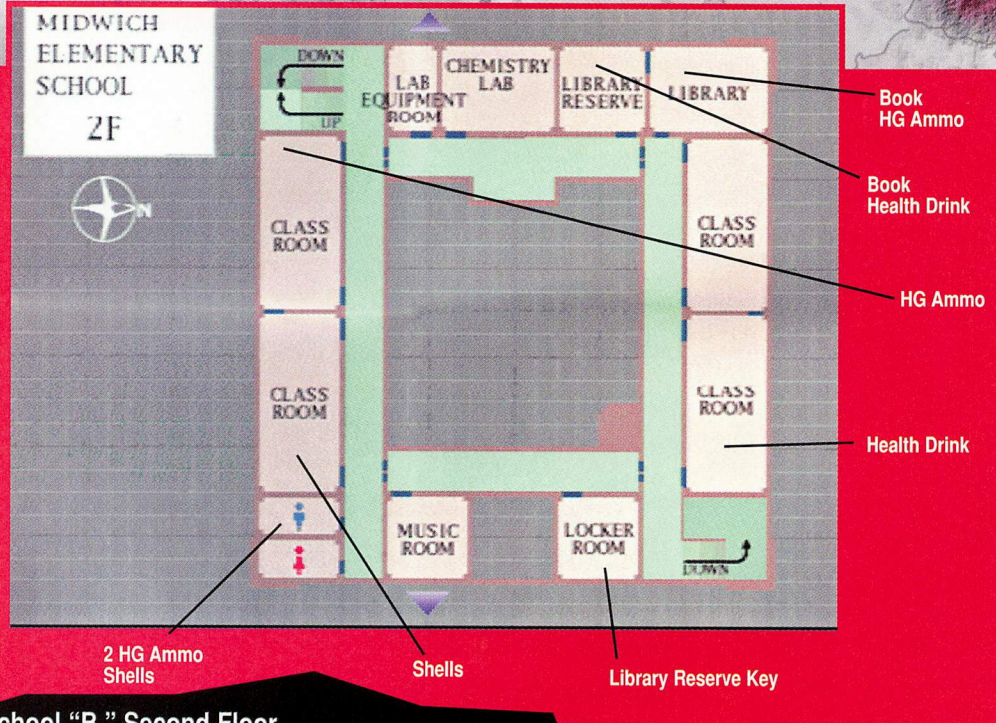 MIDWICH
ELEMENTARY
SCHOOL
2F
N
DOWN
UP
LAB
EQUIPMENT
ROOM
CHEMISTRY
LAB
LIBRARY
RESERVE
LIBRARY
Book
HG Ammo
Book
Health Drink
CLASS
ROOM
CLASS
ROOM
HG Ammo
CLASS
ROOM
CLASS
ROOM
Health Drink
MUSIC
ROOM
LOCKER
ROOM
DOWN
2 HG Ammo
Shells
Shells
Library Reserve Key
chool "B," Second Floor